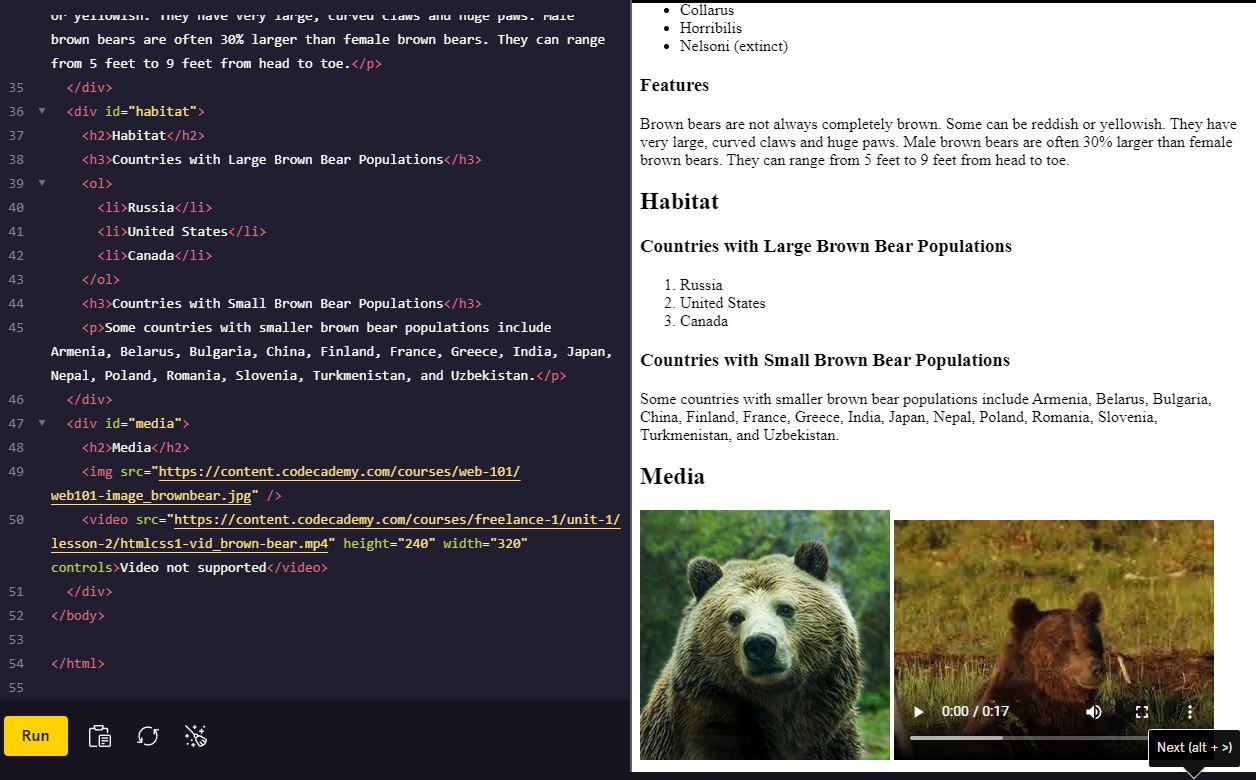 or yellowish. They have very large, curved claws and huge paws. Male
brown bears are often 30% larger than female brown bears. They can range
from 5 feet to 9 feet from head to toe.</p>
35 </div>
36 <div id="habitat">
37 <h2>Habitat</h2>
38 <h3>Countries with Large Brown Bear Populations</h3>
39 <ol>
40 <li>Russia</li>
41 <li>United States</li>
42 <li>Canada</li>
43 </ol>
44 <h3>Countries with Small Brown Bear Populations</h3>
45 <p>Some countries with smaller brown bear populations include
Armenia, Belarus, Bulgaria, China, Finland, France, Greece, India, Japan,
Nepal, Poland, Romania, Slovenia, Turkmenistan, and Uzbekistan.</p>
46 </div>
47 <div id="media">
48 <h2>Media</h2>
49 <img src="https://content.codecademy.com/courses/web-101/
web101-image_brownbear.jpg" />
50 <video src="https://content.codecademy.com/courses/freelance-1/unit-1/
lesson-2/htmlcss1-vid_brown-bear.mp4" height="240" width="320"
controls>Video not supported</video>
51 </div>
52 </body>
53
54 </html>
55
Run
Collarus
Horribilis
Nelsoni (extinct)
Features
Brown bears are not always completely brown. Some can be reddish or yellowish. They have
very large, curved claws and huge paws. Male brown bears are often 30% larger than female
brown bears. They can range from 5 feet to 9 feet from head to toe.
Habitat
Countries with Large Brown Bear Populations
1. Russia
2. United States
3. Canada
Countries with Small Brown Bear Populations
Some countries with smaller brown bear populations include Armenia, Belarus, Bulgaria,
China, Finland, France, Greece, India, Japan, Nepal, Poland, Romania, Slovenia,
Turkmenistan, and Uzbekistan.
Media
0:00 / 0:17
Next (alt + >)